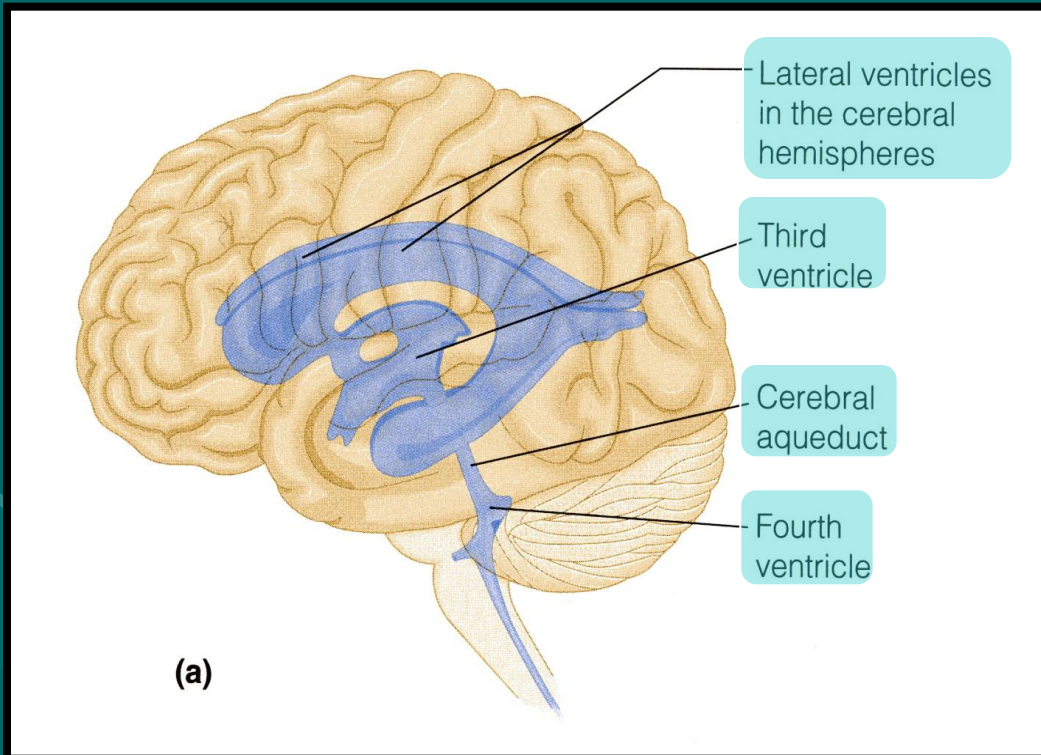 Lateral ventricles
in the cerebral
hemispheres
Third
ventricle
Cerebral
aqueduct
Fourth
ventricle
(a)